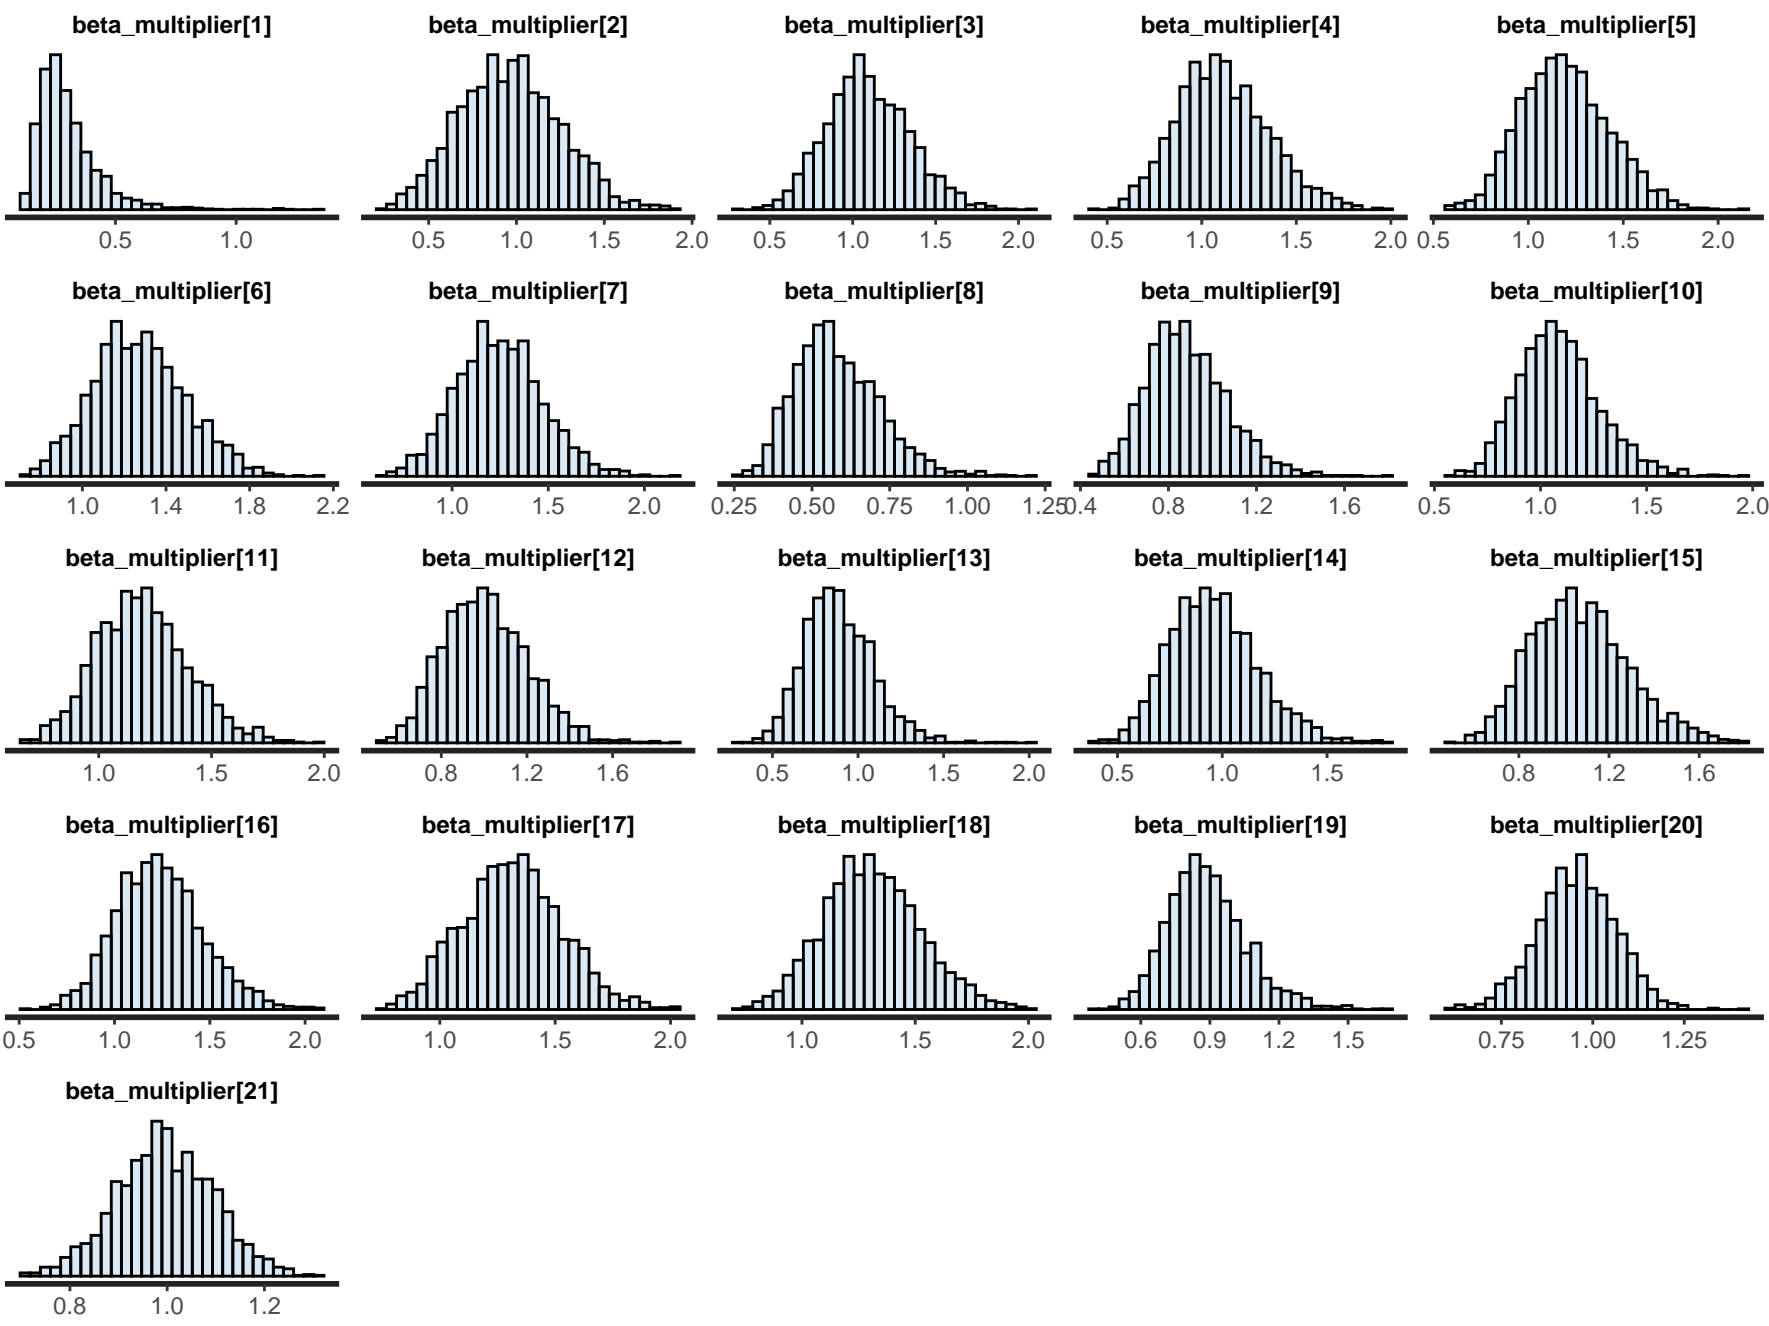 beta_multiplier[1] beta_multiplier[2] beta_multiplier[3] beta_multiplier[4] beta_multiplier[5]
0.5 1.0 0.5 1.0 1.5 2.0 0.5 1.0 1.5 2.0 0.5 1.0 1.5 2.0 0.5 1.0 1.5 2.0
beta_multiplier[6] beta_multiplier[7] beta_multiplier[8] beta_multiplier[9] beta_multiplier[10]
1.0 1.4 1.8 2.2 1.0 1.5 2.0 0.25 0.50 0.75 1.00 1.25 0.4 0.8 1.2 1.6 0.5 1.0 1.5 2.0
beta_multiplier[11] beta_multiplier[12] beta_multiplier[13] beta_multiplier[14] beta_multiplier[15]
1.0 1.5 2.0 0.8 1.2 1.6 0.5 1.0 1.5 2.0 0.5 1.0 1.5 0.8 1.2 1.6
beta_multiplier[16] beta_multiplier[17] beta_multiplier[18] beta_multiplier[19] beta_multiplier[20]
0.5 1.0 1.5 2.0 1.0 1.5 2.0 1.0 1.5 2.0 0.6 0.9 1.2 1.5 0.75 1.00 1.25
beta_multiplier[21]
0.8 1.0 1.2